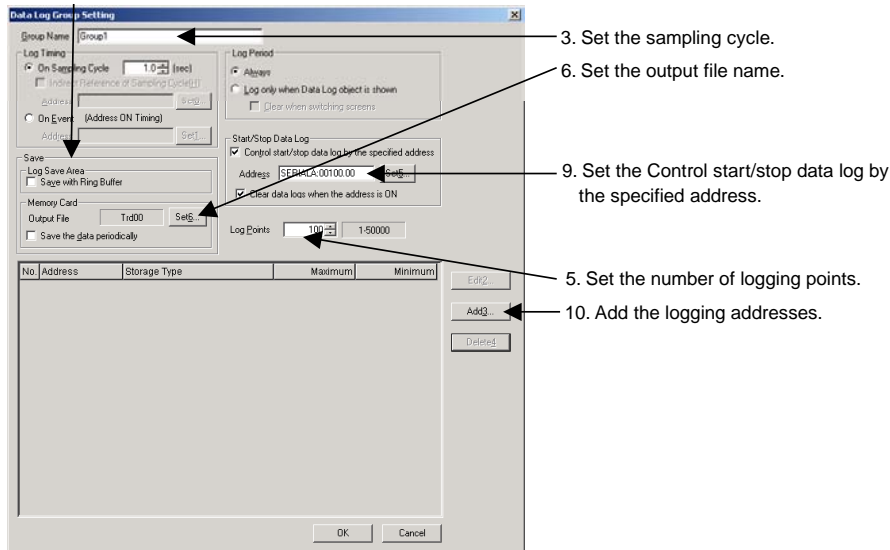 Data Log Group Setting
Group Name Group1
Log Timing
On Sampling Cycle 1.0 (sec)
Indirect Reference of Sampling Cycle(H)
Address Set0...
On Event (Address ON Timing)
Address Set1...
Save
Log Save Area
Save with Ring Buffer
Memory Card
Output File Trd00 Set6...
Save the data periodically
Log Period
Always
Log only when Data Log object is shown
Clear when switching screens
Start/Stop Data Log
Control start/stop data log by the specified address
Address SERIALA:00100.00 Set5...
Clear data logs when the address is ON
Log Points 100 1-50000
No. Address Storage Type Maximum Minimum
Edit2...
Add3...
Delete4
OK Cancel
3. Set the sampling cycle.
6. Set the output file name.
9. Set the Control start/stop data log by
the specified address.
5. Set the number of logging points.
10. Add the logging addresses.